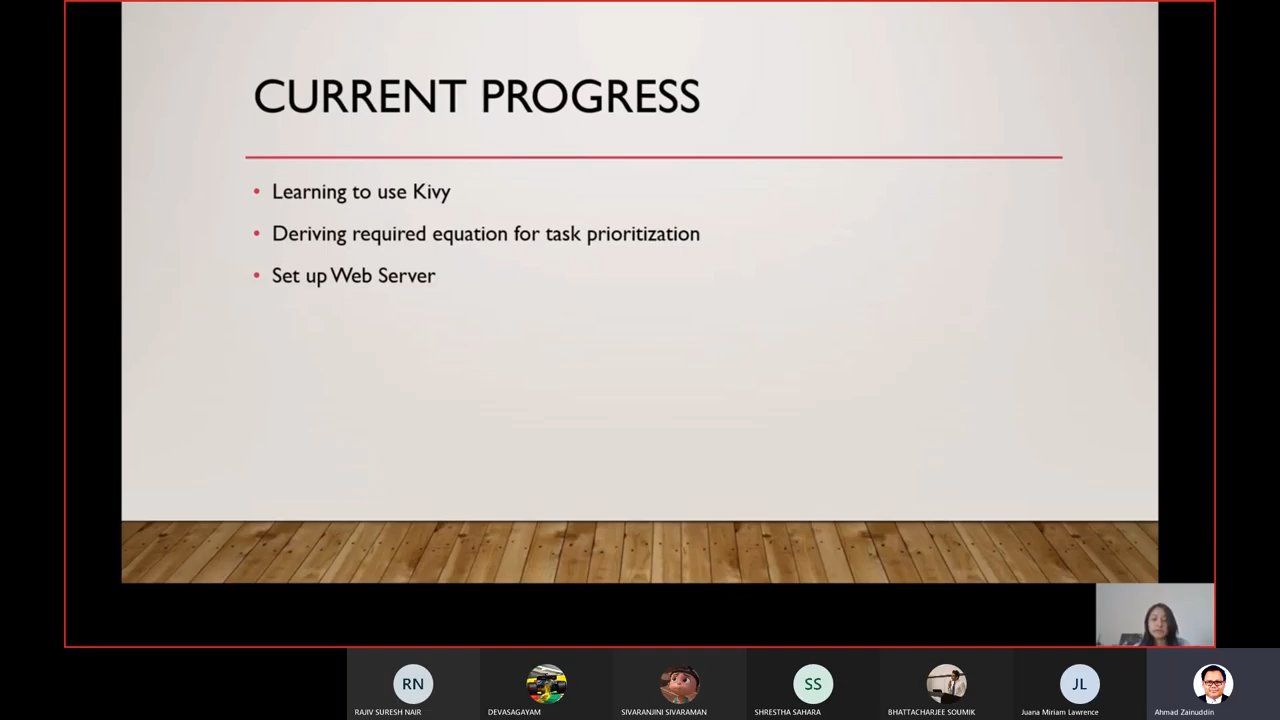 CURRENT PROGRESS
• Learning to use Kivy
• Deriving required equation for task prioritization
• Set up Web Server
RN
SS
JL
RAJIV SURESH NAIR
DEVASAGAYAM
SIVARANJINI SIVARAMAN
SHRESTHA SAHARA
BHATTACHARJEE SOUMIK
Juana Miriam Lawrence
Ahmad Zainuddin